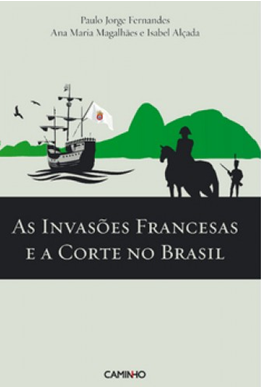 Paulo Jorge Fernandes
Ana Maria Magalhães e Isabel Alçada
As Invasões Francesas
e a Corte no Brasil
CAMINHO